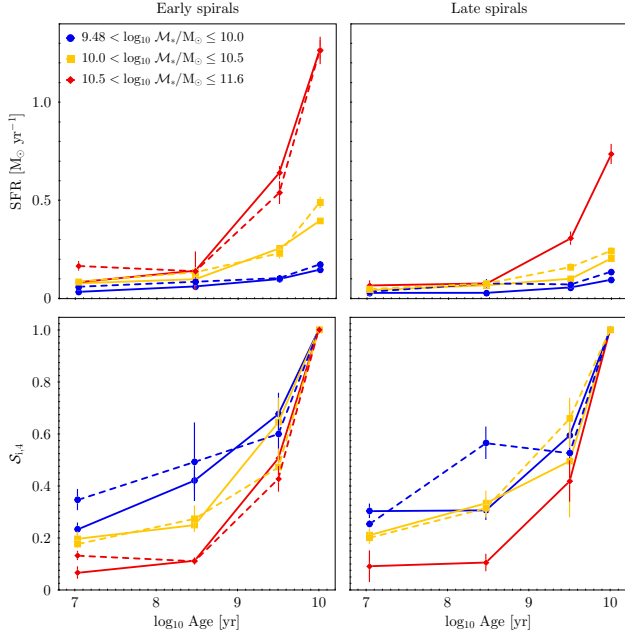 Early spirals
Late spirals
9.48 < log₁₀ ℳ*/M⊙ ≤ 10.0
10.0 < log₁₀ ℳ*/M⊙ ≤ 10.5
10.5 < log₁₀ ℳ*/M⊙ ≤ 11.6
SFR [M⊙ yr⁻¹]
1.0
0.5
0
𝒮₁,₄
1.0
0.8
0.6
0.4
0.2
0
7 8 9 10
7 8 9 10
log₁₀ Age [yr]
log₁₀ Age [yr]